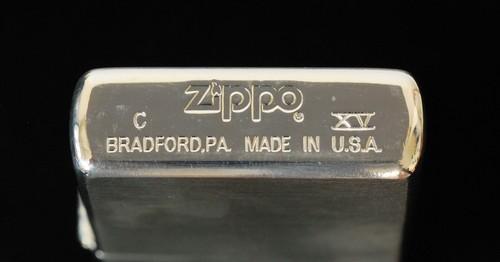 Zippo®
C XV
BRADFORD,PA. MADE IN U.S.A.